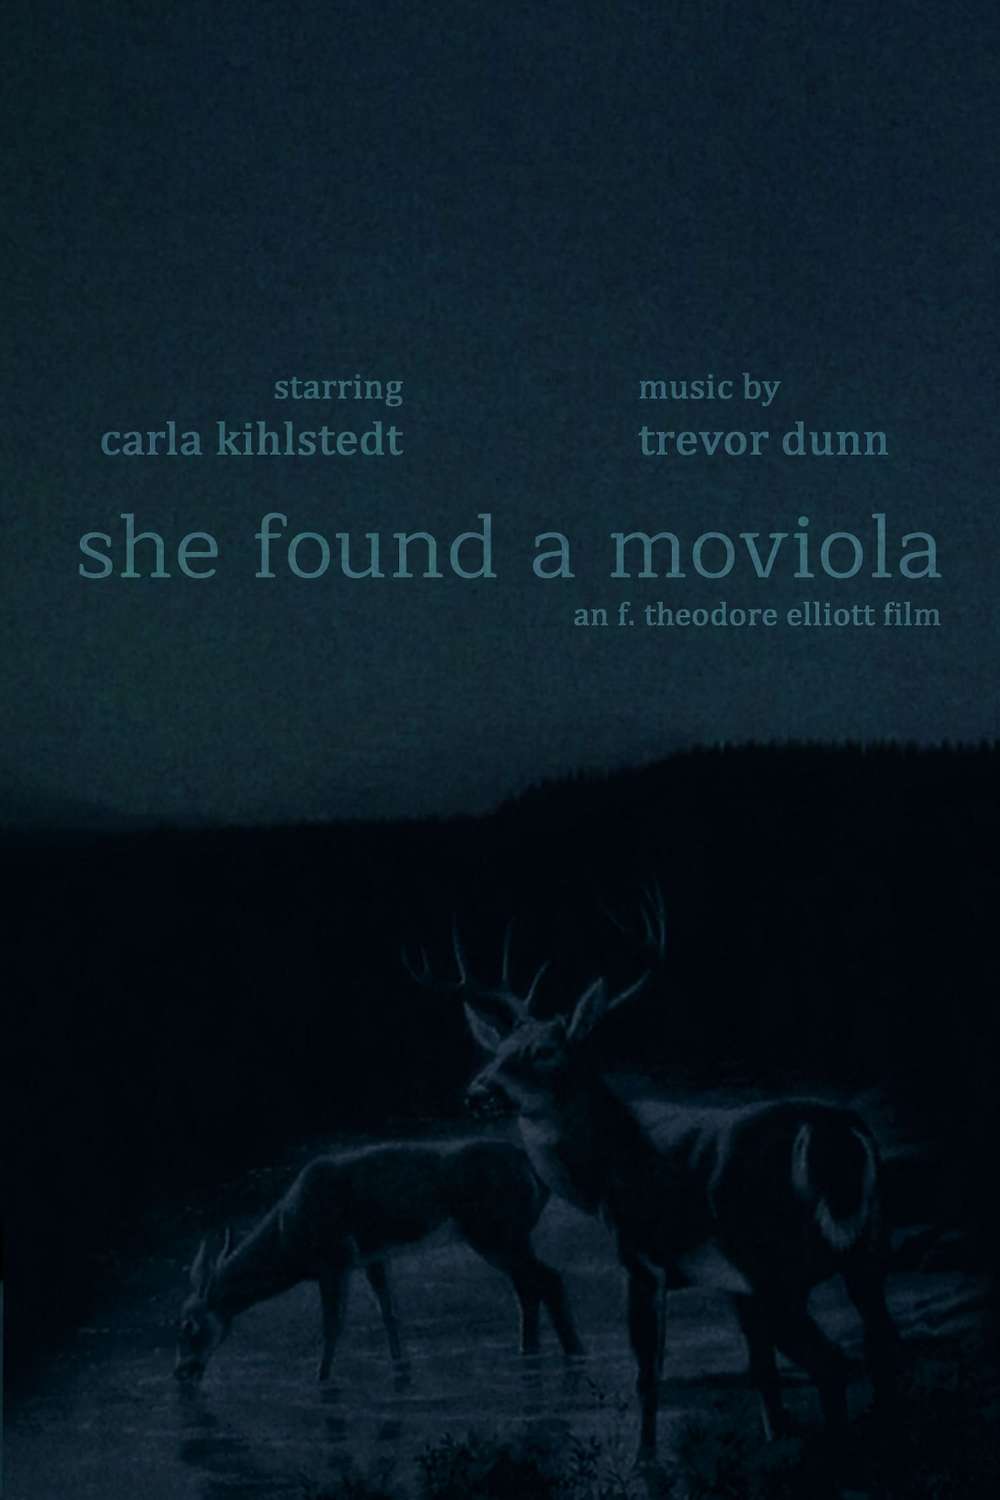 starring
carla kihlstedt
music by
trevor dunn
she found a moviola
an f. theodore elliott film